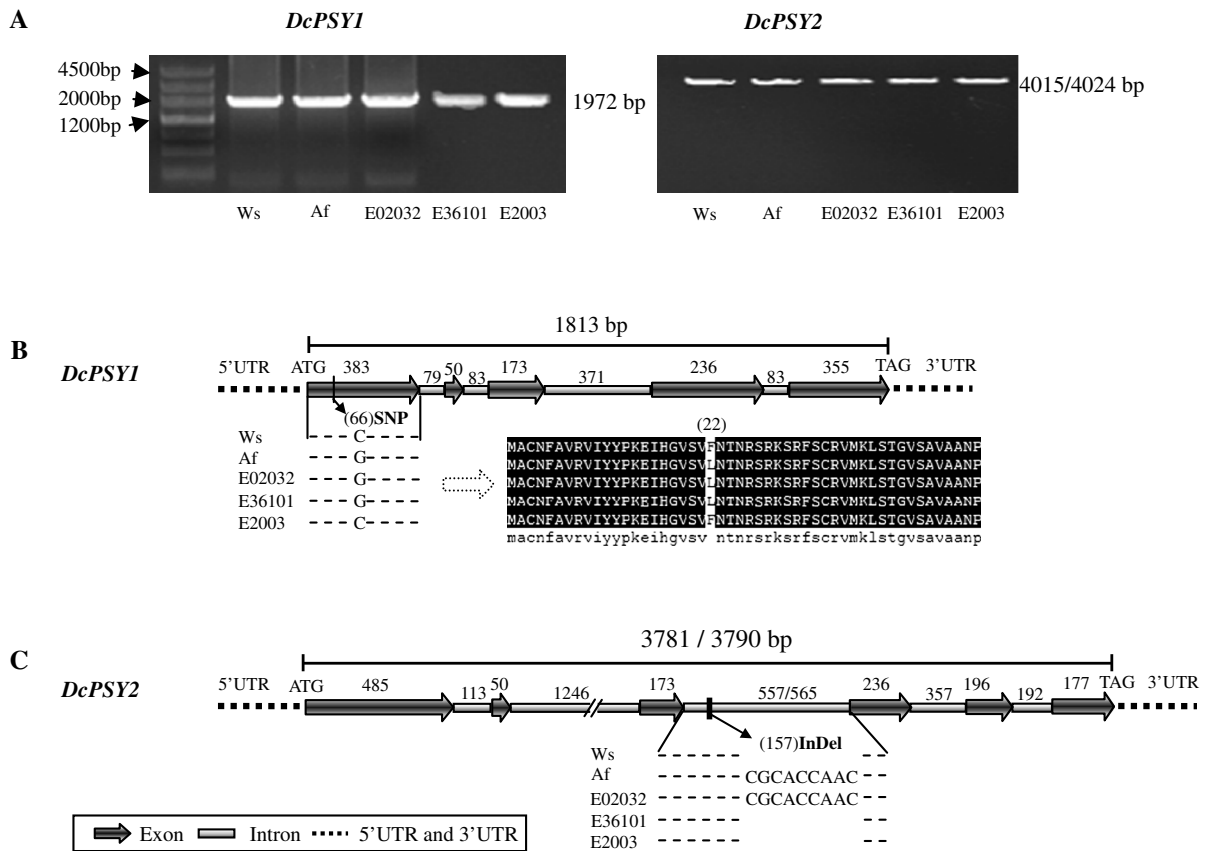 A
DcPSY1
DcPSY2
4500bp
2000bp
1200bp
1972 bp
4015/4024 bp
Ws Af E02032 E36101 E2003
Ws Af E02032 E36101 E2003
B
1813 bp
DcPSY1
5’UTR ATG 383 79 50 83 173 371 236 83 355 TAG 3’UTR
(66)SNP
(22)
Ws - - - C - - - - MACNFAVRVIYYPKEIHGVSVFNTNRSRKSRFSCRVMKLSTGVSAVAANP
Af - - - G - - - - MACNFAVRVIYYPKEIHGVSVLNTNRSRKSRFSCRVMKLSTGVSAVAANP
E02032 - - - G - - - - MACNFAVRVIYYPKEIHGVSVLNTNRSRKSRFSCRVMKLSTGVSAVAANP
E36101 - - - G - - - - MACNFAVRVIYYPKEIHGVSVLNTNRSRKSRFSCRVMKLSTGVSAVAANP
E2003 - - - C - - - - MACNFAVRVIYYPKEIHGVSVFNTNRSRKSRFSCRVMKLSTGVSAVAANP
macnfavrviyypkeihgvsv ntnrsrksrfscrvmklstgvsavaanp
C
3781 / 3790 bp
DcPSY2
5’UTR ATG 485 113 50 1246 173 557/565 236 357 196 192 177 TAG 3’UTR
(157)InDel
Ws - - - - - - - -
Af - - - - - - CGCACCAAC - -
E02032 - - - - - - CGCACCAAC - -
E36101 - - - - - - - -
E2003 - - - - - - - -
Exon Intron 5’UTR and 3’UTR